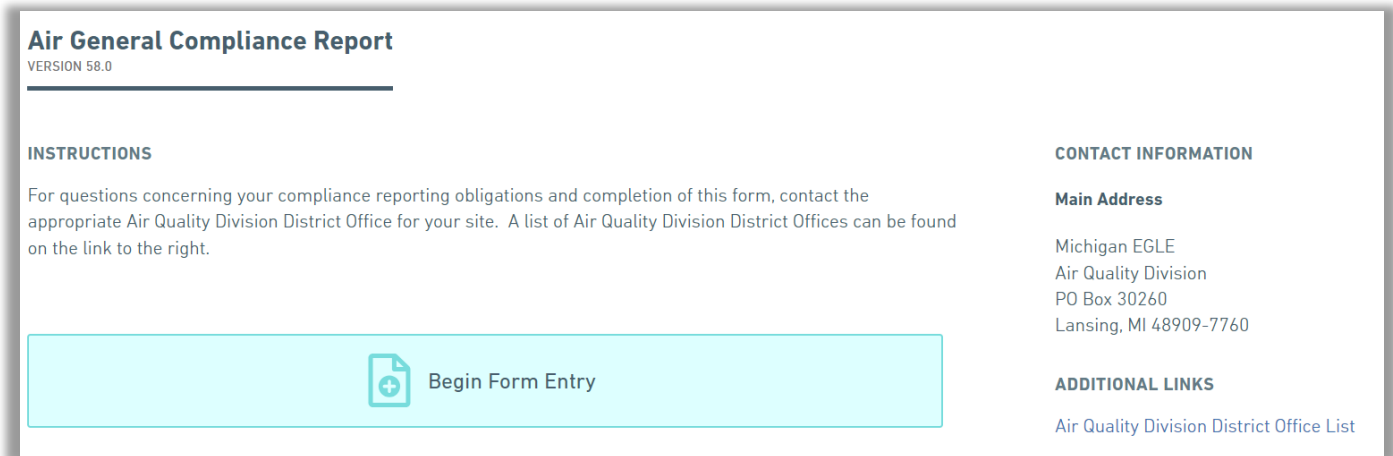 Air General Compliance Report
VERSION 58.0
INSTRUCTIONS
For questions concerning your compliance reporting obligations and completion of this form, contact the
appropriate Air Quality Division District Office for your site.  A list of Air Quality Division District Offices can be found
on the link to the right.
Begin Form Entry
CONTACT INFORMATION
Main Address
Michigan EGLE
Air Quality Division
PO Box 30260
Lansing, MI 48909-7760
ADDITIONAL LINKS
Air Quality Division District Office List